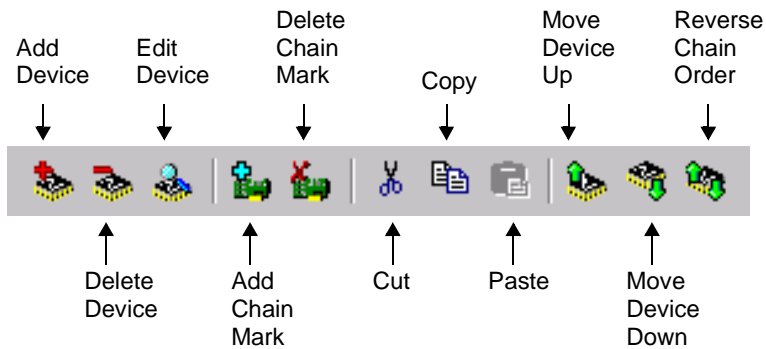 Add
Device
Edit
Device
Delete
Chain
Mark
Copy
Move
Device
Up
Reverse
Chain
Order
Delete
Device
Add
Chain
Mark
Cut
Paste
Move
Device
Down